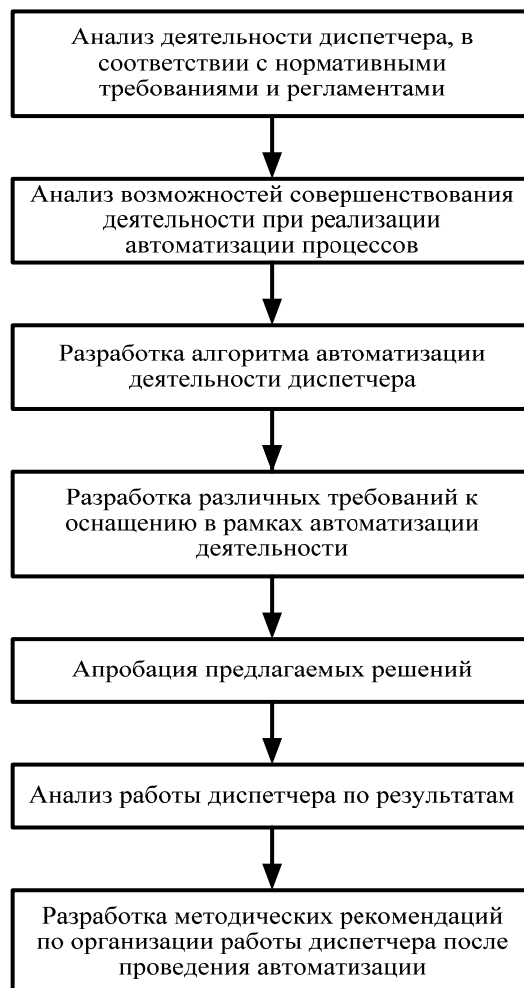 Анализ деятельности диспетчера, в
соответствии с нормативными
требованиями и регламентами
Анализ возможностей совершенствования
деятельности при реализации
автоматизации процессов
Разработка алгоритма автоматизации
деятельности диспетчера
Разработка различных требований к
оснащению в рамках автоматизации
деятельности
Апробация предлагаемых решений
Анализ работы диспетчера по результатам
Разработка методических рекомендаций
по организации работы диспетчера после
проведения автоматизации